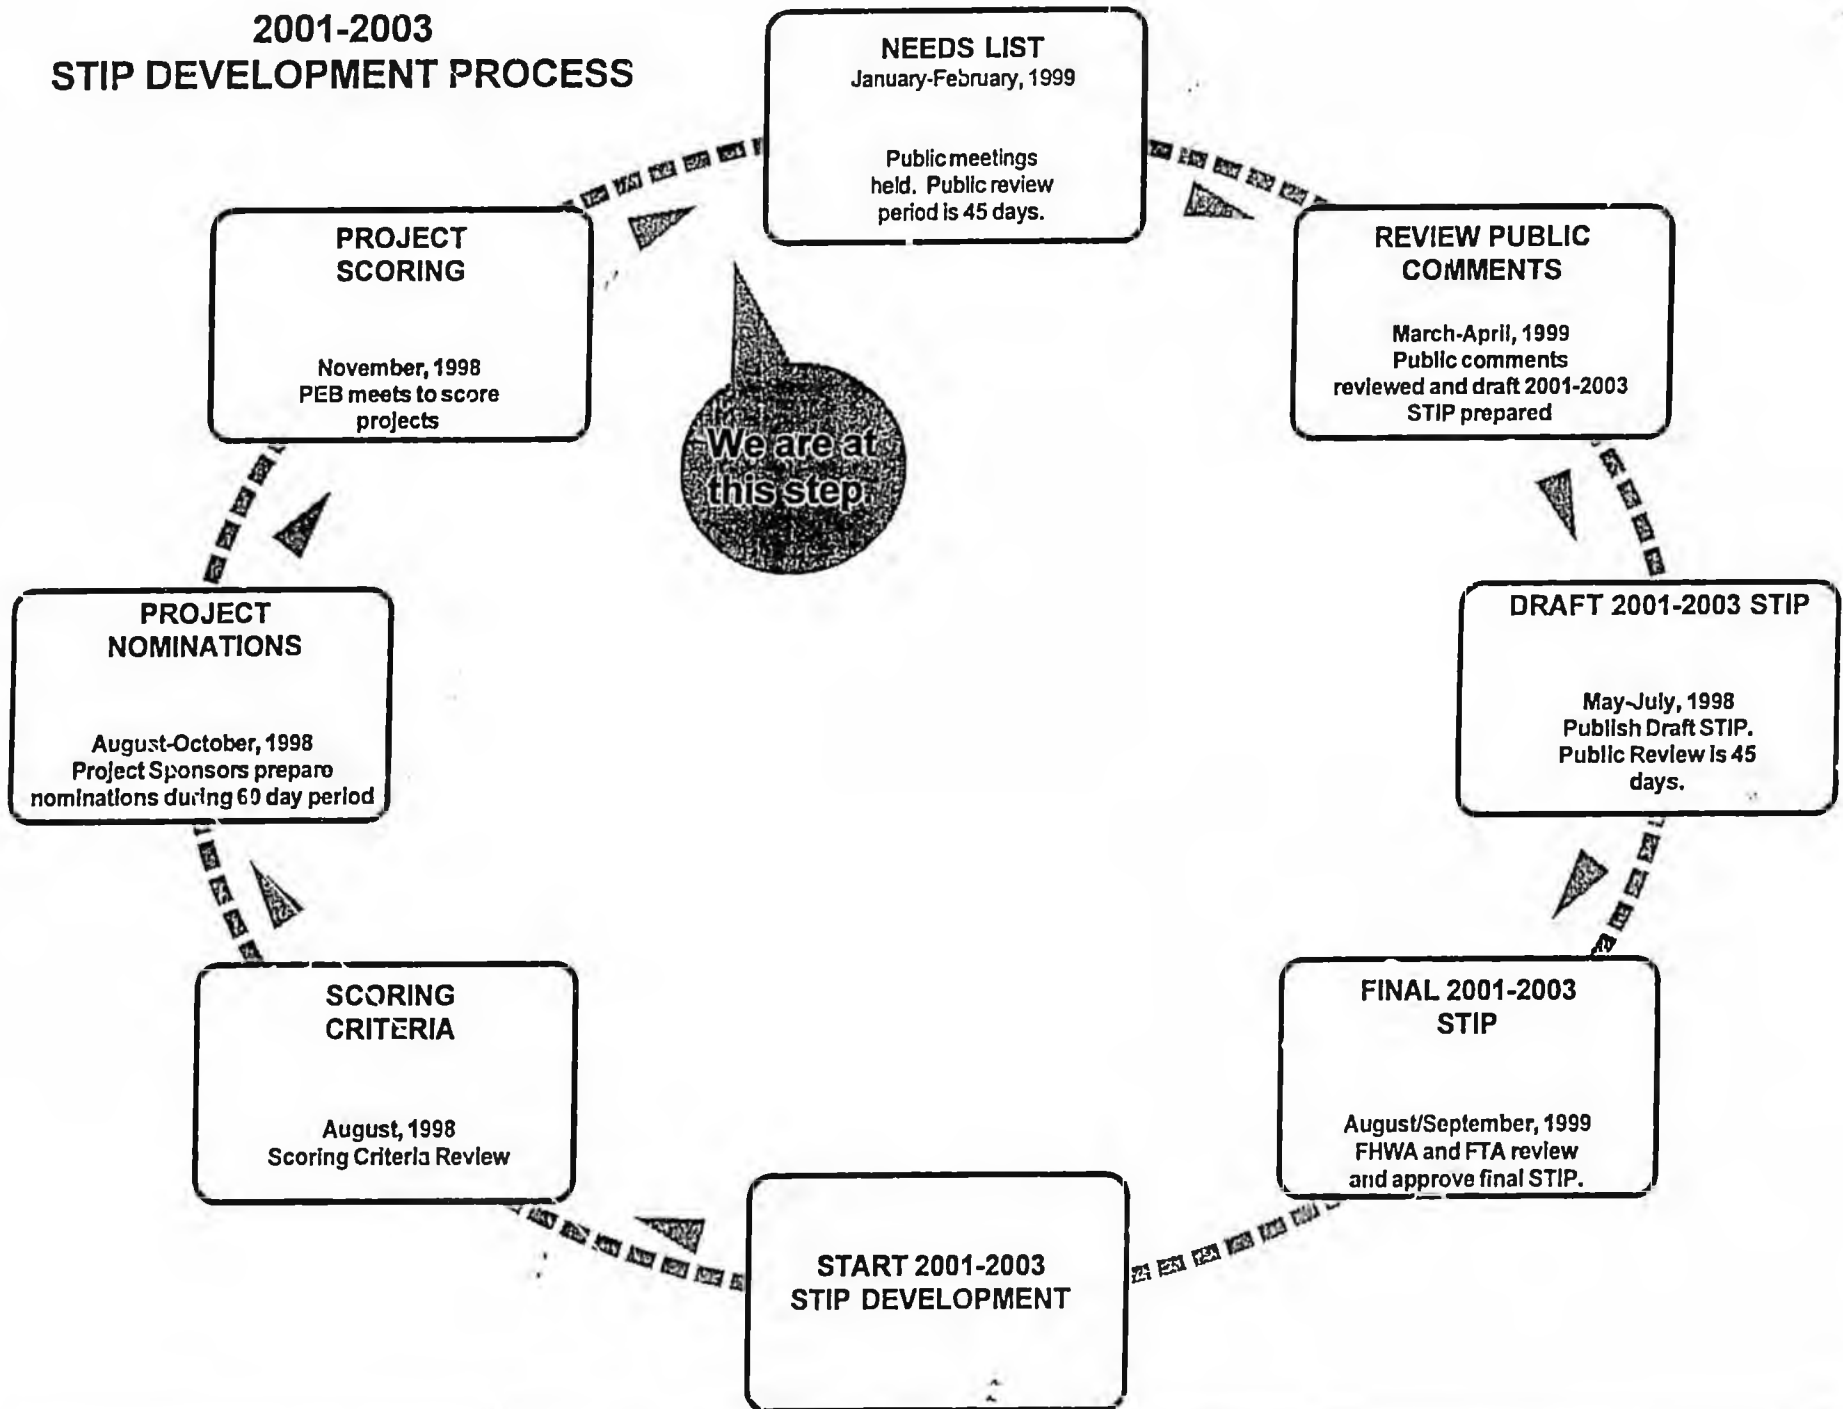 2001-2003
STIP DEVELOPMENT PROCESS
NEEDS LIST
January-February, 1999
Public meetings
held. Public review
period is 45 days.
REVIEW PUBLIC
COMMENTS
March-April, 1999
Public comments
reviewed and draft 2001-2003
STIP prepared
DRAFT 2001-2003 STIP
May-July, 1998
Publish Draft STIP.
Public Review is 45
days.
FINAL 2001-2003
STIP
August/September, 1999
FHWA and FTA review
and approve final STIP.
START 2001-2003
STIP DEVELOPMENT
SCORING
CRITERIA
August, 1998
Scoring Criteria Review
PROJECT
NOMINATIONS
August-October, 1998
Project Sponsors prepare
nominations during 60 day period
PROJECT
SCORING
November, 1998
PEB meets to score
projects
We are at
this step.